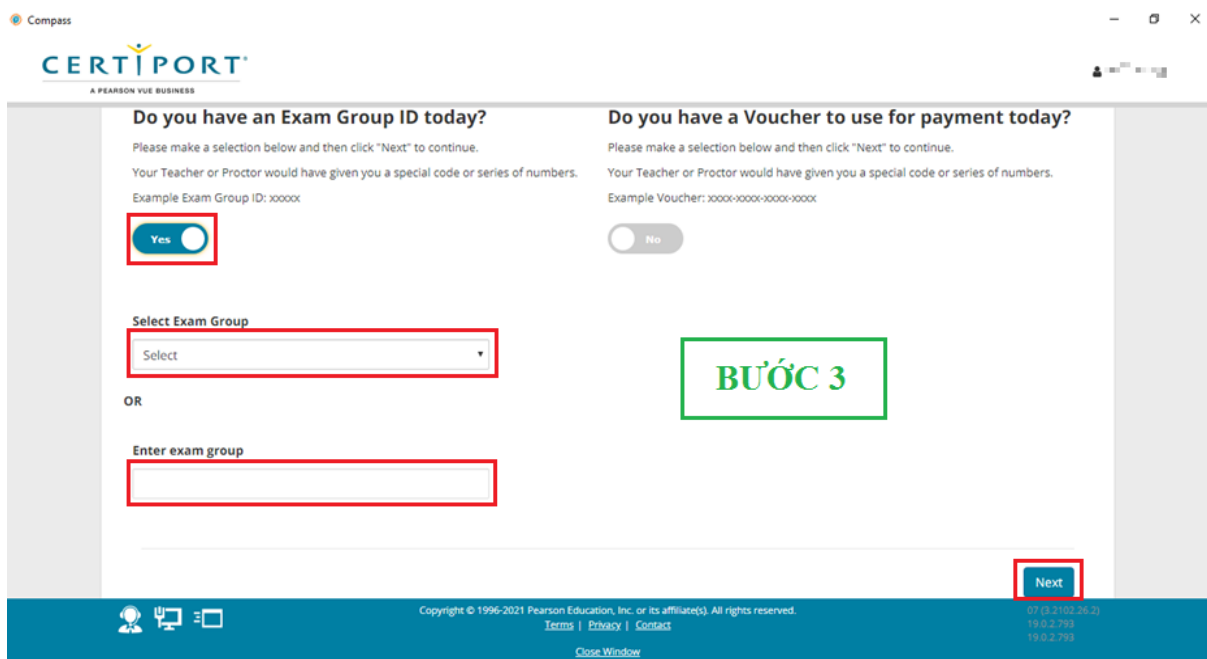 Compass
CERTIPORT
A PEARSON VUE BUSINESS
Do you have an Exam Group ID today?
Please make a selection below and then click "Next" to continue.
Your Teacher or Proctor would have given you a special code or series of numbers.
Example Exam Group ID: xxxxxx
Yes
Select Exam Group
Select
OR
Enter exam group
Do you have a Voucher to use for payment today?
Please make a selection below and then click "Next" to continue.
Your Teacher or Proctor would have given you a special code or series of numbers.
Example Voucher: xxxx-xxxx-xxxx-xxxx
No
BƯỚC 3
Next
Copyright © 1996-2021 Pearson Education, Inc. or its affiliate(s). All rights reserved.
Terms | Privacy | Contact
Close Window
07 (3.2102.26.2)
19.0.2.793
19.0.2.793